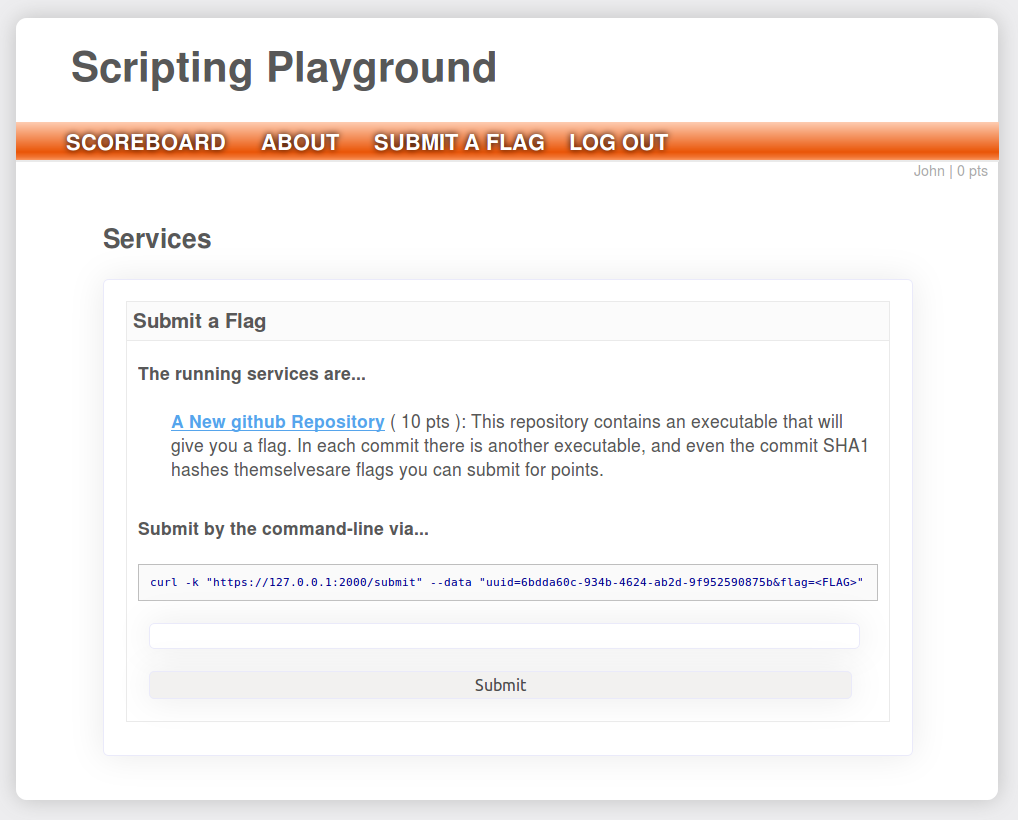 Scripting Playground
SCOREBOARD ABOUT SUBMIT A FLAG LOG OUT
John | 0 pts
Services
Submit a Flag
The running services are...
A New github Repository ( 10 pts ): This repository contains an executable that will
give you a flag. In each commit there is another executable, and even the commit SHA1
hashes themselvesare flags you can submit for points.
Submit by the command-line via...
curl -k "https://127.0.0.1:2000/submit" --data "uuid=6bdda60c-934b-4624-ab2d-9f952590875b&flag=<FLAG>"
Submit